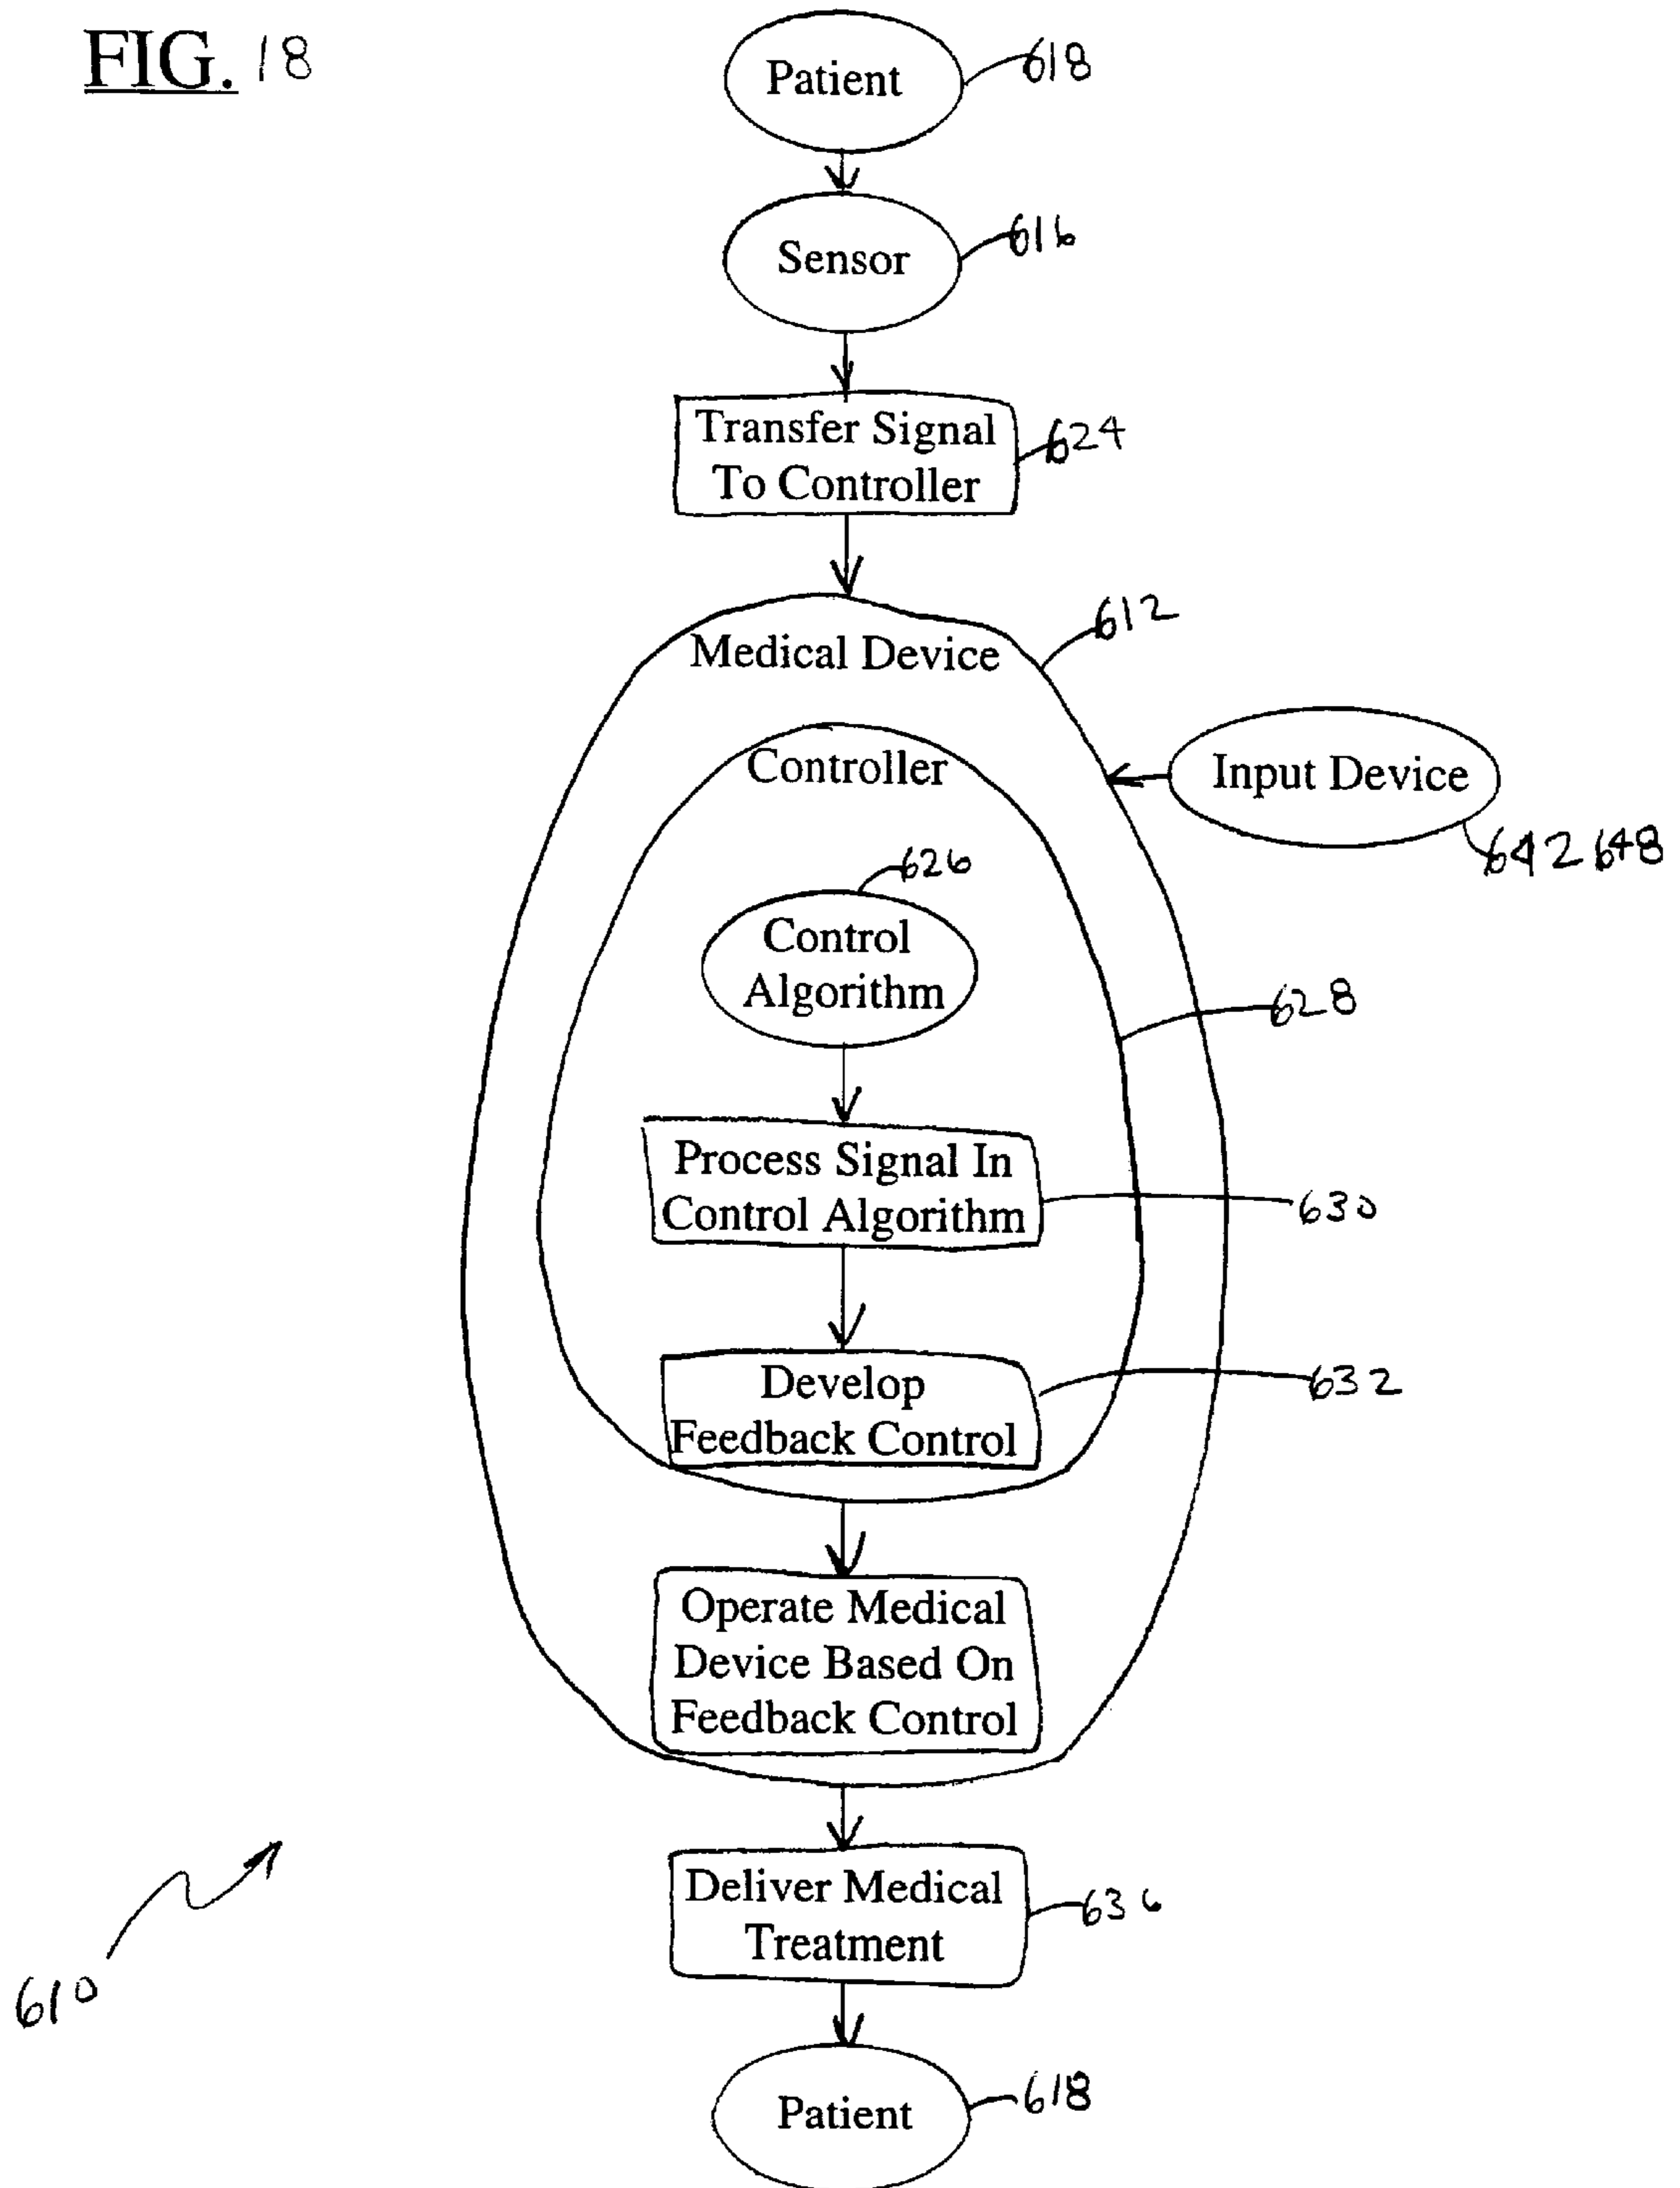 FIG. 18
Patient
618
Sensor
616
Transfer Signal
To Controller
624
Medical Device
612
Controller
Input Device
642 648
626
Control
Algorithm
628
Process Signal In
Control Algorithm
630
Develop
Feedback Control
632
Operate Medical
Device Based On
Feedback Control
Deliver Medical
Treatment
636
610
Patient
618